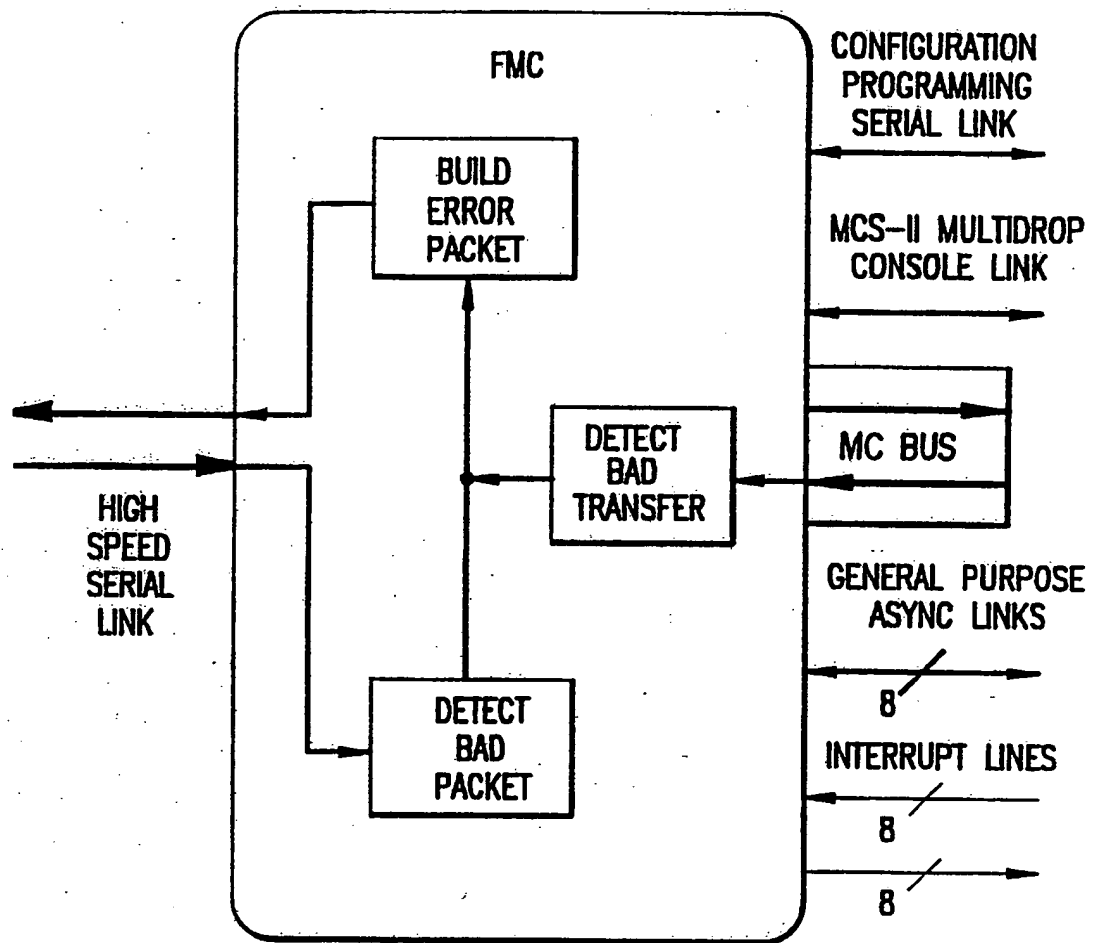 FMC
BUILD
ERROR
PACKET
DETECT
BAD
TRANSFER
DETECT
BAD
PACKET
HIGH
SPEED
SERIAL
LINK
CONFIGURATION
PROGRAMMING
SERIAL LINK
MCS-II MULTIDROP
CONSOLE LINK
MC BUS
GENERAL PURPOSE
ASYNC LINKS
8
INTERRUPT LINES
8
8